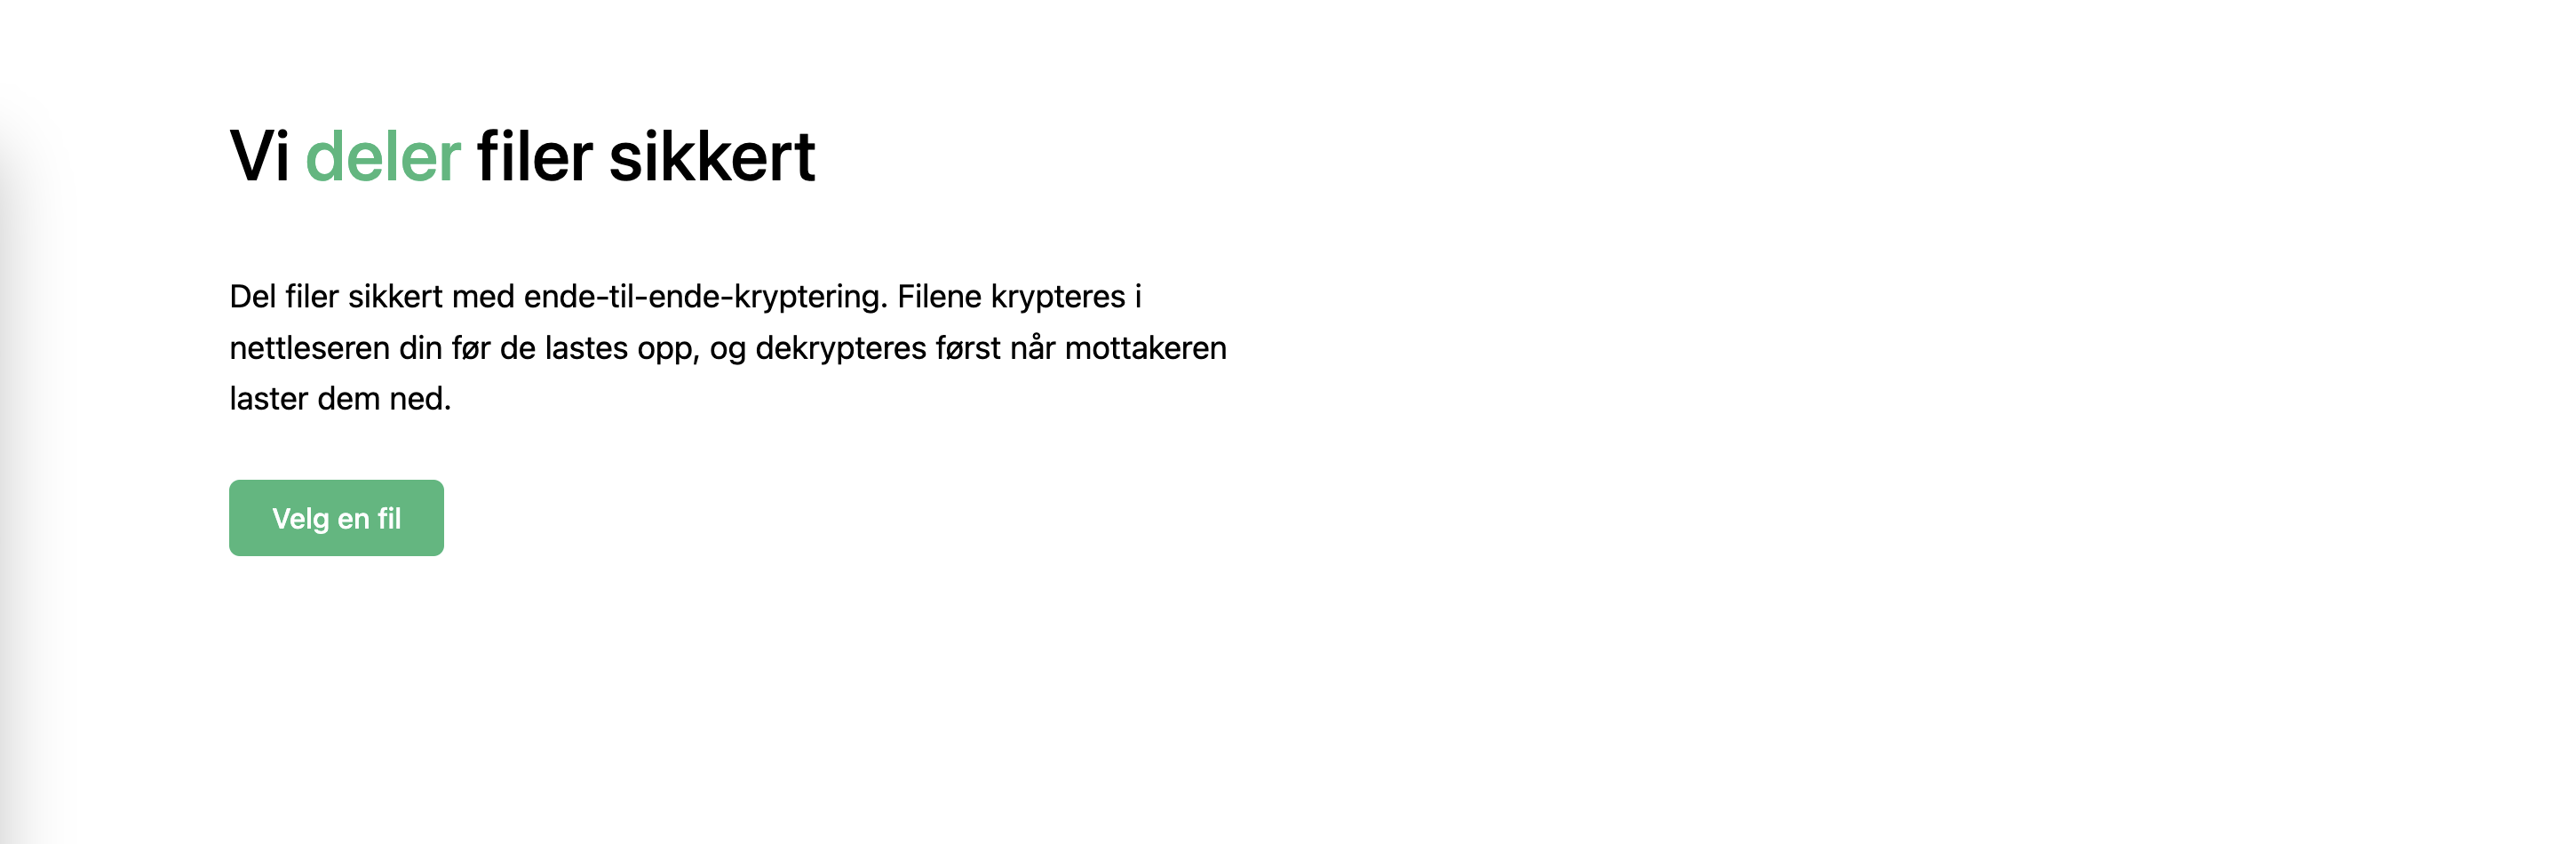 Vi deler filer sikkert
Del filer sikkert med ende-til-ende-kryptering. Filene krypteres i
nettleseren din før de lastes opp, og dekrypteres først når mottakeren
laster dem ned.
Velg en fil